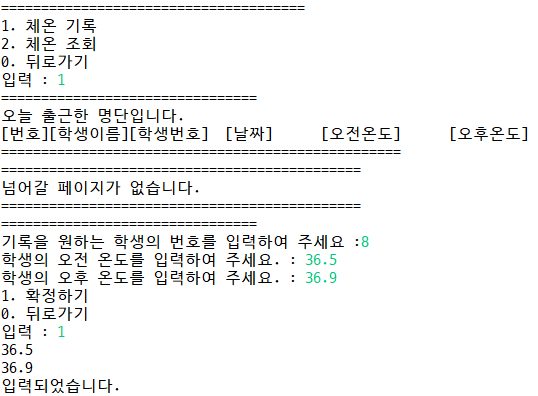 ======================================
1. 체온 기록
2. 체온 조회
0. 뒤로가기
입력 : 1
================================
오늘 출근한 명단입니다.
[번호][학생이름][학생번호]  [날짜]      [오전온도]      [오후온도]
==================================================
=============================================
넘어갈 페이지가 없습니다.
=============================================
================================
기록을 원하는 학생의 번호를 입력하여 주세요 :8
학생의 오전 온도를 입력하여 주세요. : 36.5
학생의 오후 온도를 입력하여 주세요. : 36.9
1. 확정하기
0. 뒤로가기
입력 : 1
36.5
36.9
입력되었습니다.